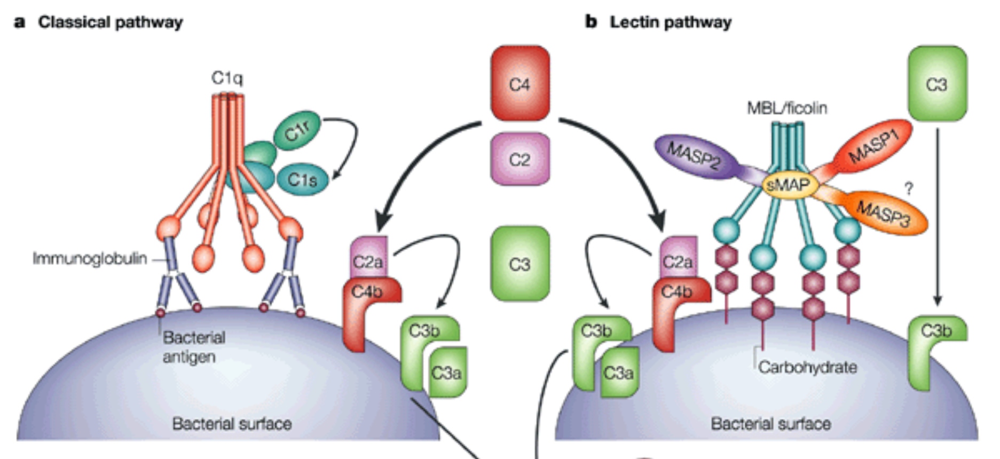 a Classical pathway
b Lectin pathway
C1q
C1r
C1s
Immunoglobulin
Bacterial
antigen
Bacterial surface
C2a
C4b
C3b
C3a
C4
C2
C3
MBL/ficolin
C3
MASP2
MASP1
sMAP
?
MASP3
C2a
C4b
C3b
C3a
Carbohydrate
C3b
Bacterial surface